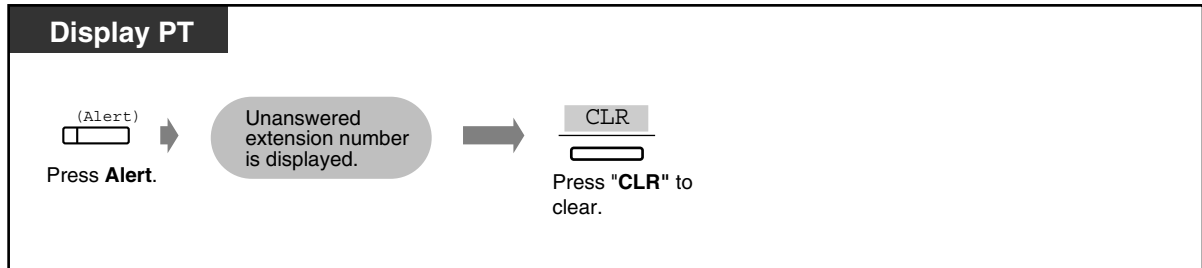 Display PT
(Alert)
Press Alert.
Unanswered
extension number
is displayed.
CLR
Press "CLR" to
clear.